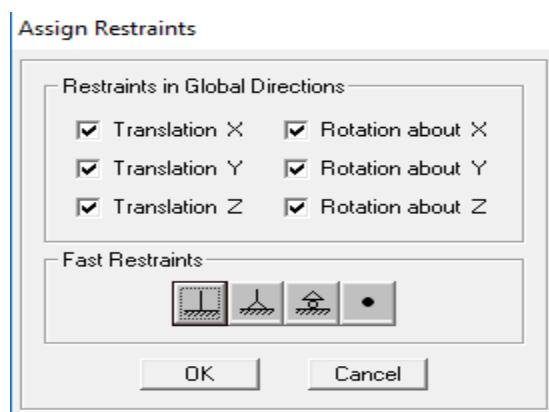 Assign Restraints
Restraints in Global Directions
Translation X Rotation about X
Translation Y Rotation about Y
Translation Z Rotation about Z
Fast Restraints
OK Cancel